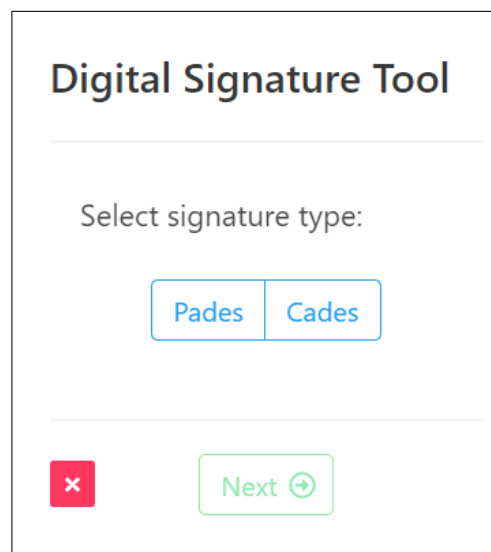 Digital Signature Tool
Select signature type:
Pades Cades
Next